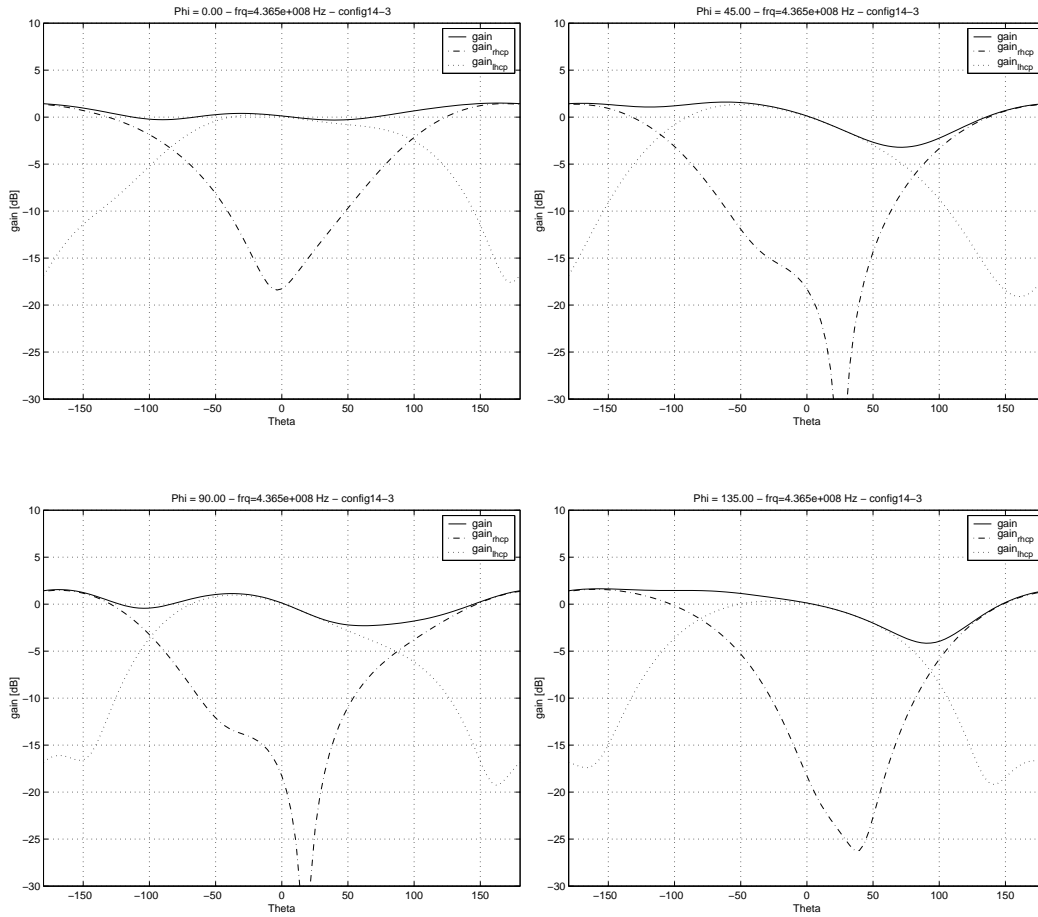 Phi = 0.00 − frq=4.365e+008 Hz − config14−3
gain [dB]
10
5
0
−5
−10
−15
−20
−25
−30
−150
−100
−50
0
50
100
150
Theta
gain
gain_rhcp
gain_lhcp
Phi = 45.00 − frq=4.365e+008 Hz − config14−3
gain [dB]
10
5
0
−5
−10
−15
−20
−25
−30
−150
−100
−50
0
50
100
150
Theta
gain
gain_rhcp
gain_lhcp
Phi = 90.00 − frq=4.365e+008 Hz − config14−3
gain [dB]
10
5
0
−5
−10
−15
−20
−25
−30
−150
−100
−50
0
50
100
150
Theta
gain
gain_rhcp
gain_lhcp
Phi = 135.00 − frq=4.365e+008 Hz − config14−3
gain [dB]
10
5
0
−5
−10
−15
−20
−25
−30
−150
−100
−50
0
50
100
150
Theta
gain
gain_rhcp
gain_lhcp